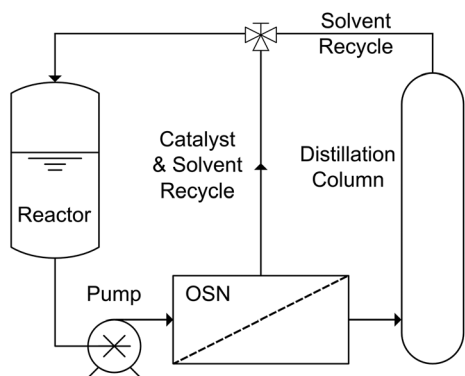 Solvent
Recycle
Catalyst
& Solvent
Recycle
Distillation
Column
Reactor
Pump
OSN